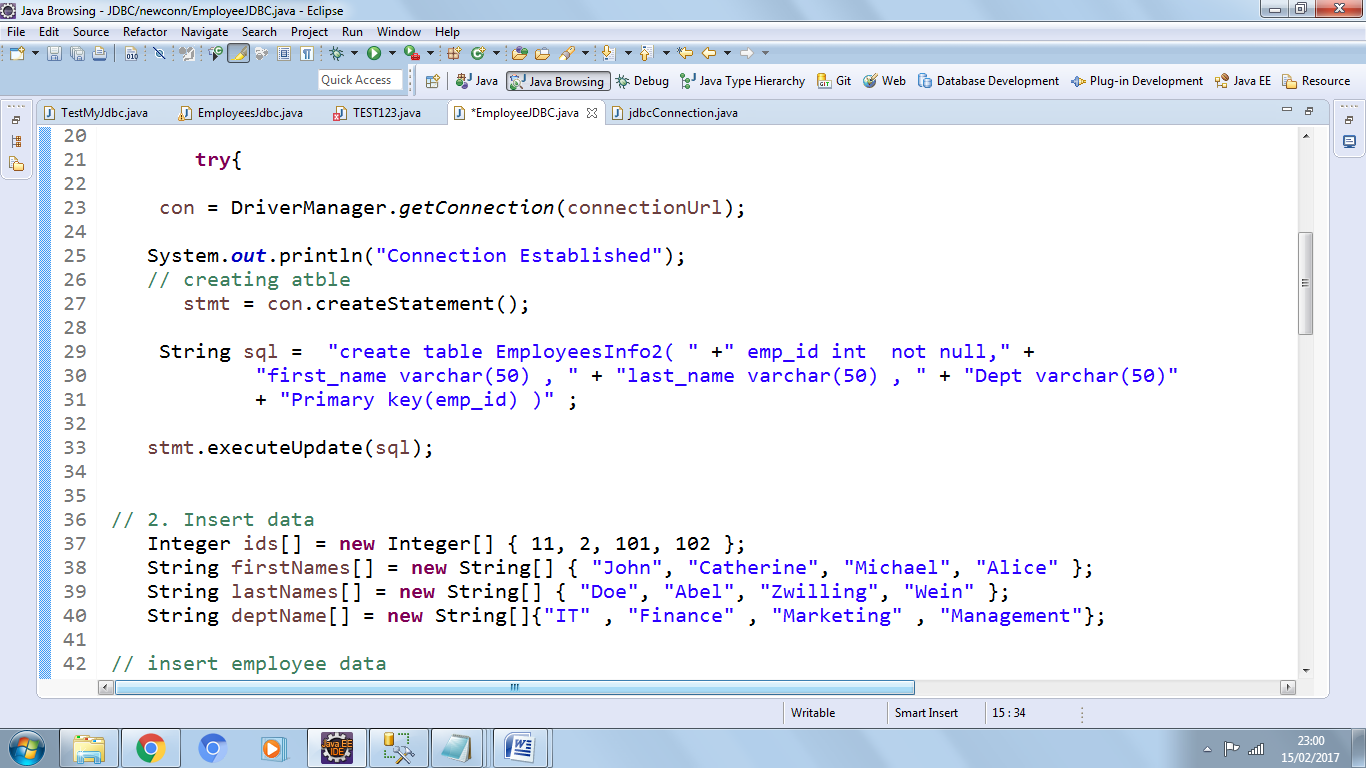 Java Browsing - JDBC/newconn/EmployeeJDBC.java - Eclipse
File Edit Source Refactor Navigate Search Project Run Window Help
010
Quick Access Java Java Browsing Debug Java Type Hierarchy Git Web Database Development Plug-in Development Java EE Resource
TestMyJdbc.java EmployeesJdbc.java TEST123.java *EmployeeJDBC.java jdbcConnection.java
20
21 try{
22
23 con = DriverManager.getConnection(connectionUrl);
24
25 System.out.println("Connection Established");
26 // creating atble
27 stmt = con.createStatement();
28
29 String sql = "create table EmployeesInfo2( " +" emp_id int  not null," +
30 "first_name varchar(50) , " + "last_name varchar(50) , " + "Dept varchar(50)"
31 + "Primary key(emp_id) )" ;
32
33 stmt.executeUpdate(sql);
34
35
36 // 2. Insert data
37 Integer ids[] = new Integer[] { 11, 2, 101, 102 };
38 String firstNames[] = new String[] { "John", "Catherine", "Michael", "Alice" };
39 String lastNames[] = new String[] { "Doe", "Abel", "Zwilling", "Wein" };
40 String deptName[] = new String[]{"IT" , "Finance" , "Marketing" , "Management"};
41
42 // insert employee data
Writable Smart Insert 15 : 34
Java EE
IDE
23:00
15/02/2017